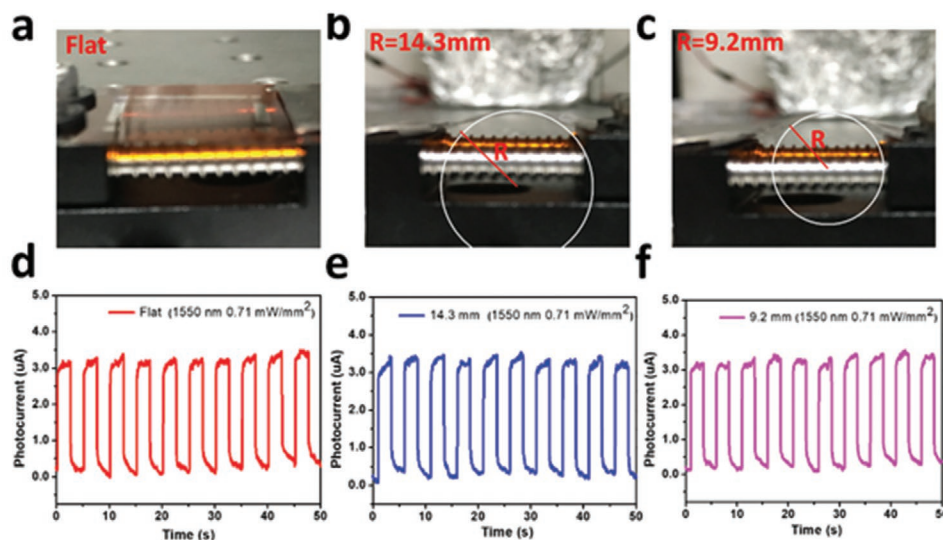 a
Flat
b
R=14.3mm
R
c
R=9.2mm
R
d
5.0
4.0
3.0
2.0
1.0
0.0
Photocurrent (uA)
Flat (1550 nm 0.71 mW/mm²)
0 10 20 30 40 50
Time (s)
e
5.0
4.0
3.0
2.0
1.0
0.0
Photocurrent (uA)
14.3 mm (1550 nm 0.71 mW/mm²)
0 10 20 30 40 50
Time (s)
f
5.0
4.0
3.0
2.0
1.0
0.0
Photocurrent (uA)
9.2 mm (1550 nm 0.71 mW/mm²)
0 10 20 30 40 50
Time (s)